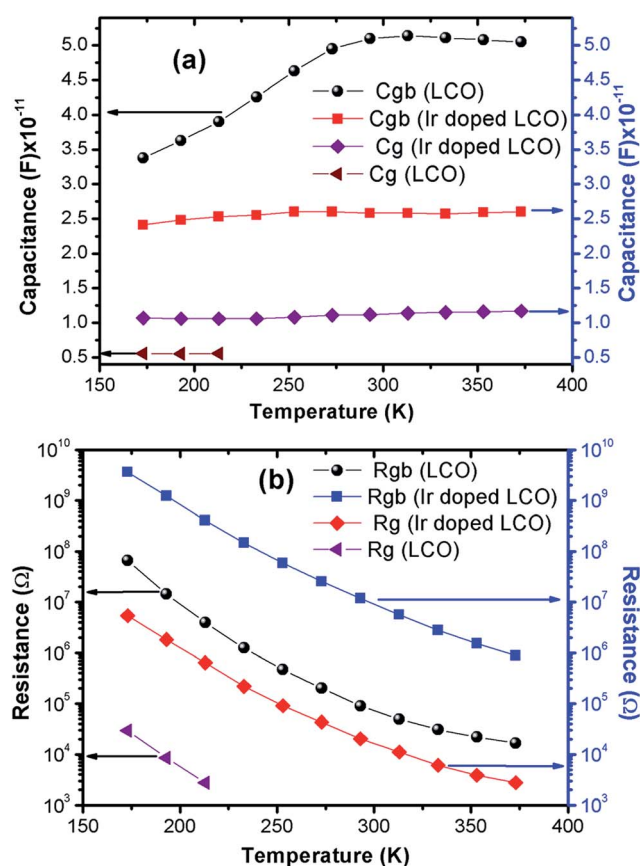 (a)
Cgb (LCO)
Cgb (Ir doped LCO)
Cg (Ir doped LCO)
Cg (LCO)
Capacitance (F)x10⁻¹¹
5.0
4.5
4.0
3.5
3.0
2.5
2.0
1.5
1.0
0.5
5.0
4.5
4.0
3.5
3.0
2.5
2.0
1.5
1.0
0.5
Capacitance (F)x10⁻¹¹
150 200 250 300 350 400
Temperature (K)
(b)
Rgb (LCO)
Rgb (Ir doped LCO)
Rg (Ir doped LCO)
Rg (LCO)
Resistance (Ω)
10¹⁰
10⁹
10⁸
10⁷
10⁶
10⁵
10⁴
10³
10¹⁰
10⁹
10⁸
10⁷
10⁶
10⁵
10⁴
10³
Resistance (Ω)
150 200 250 300 350 400
Temperature (K)